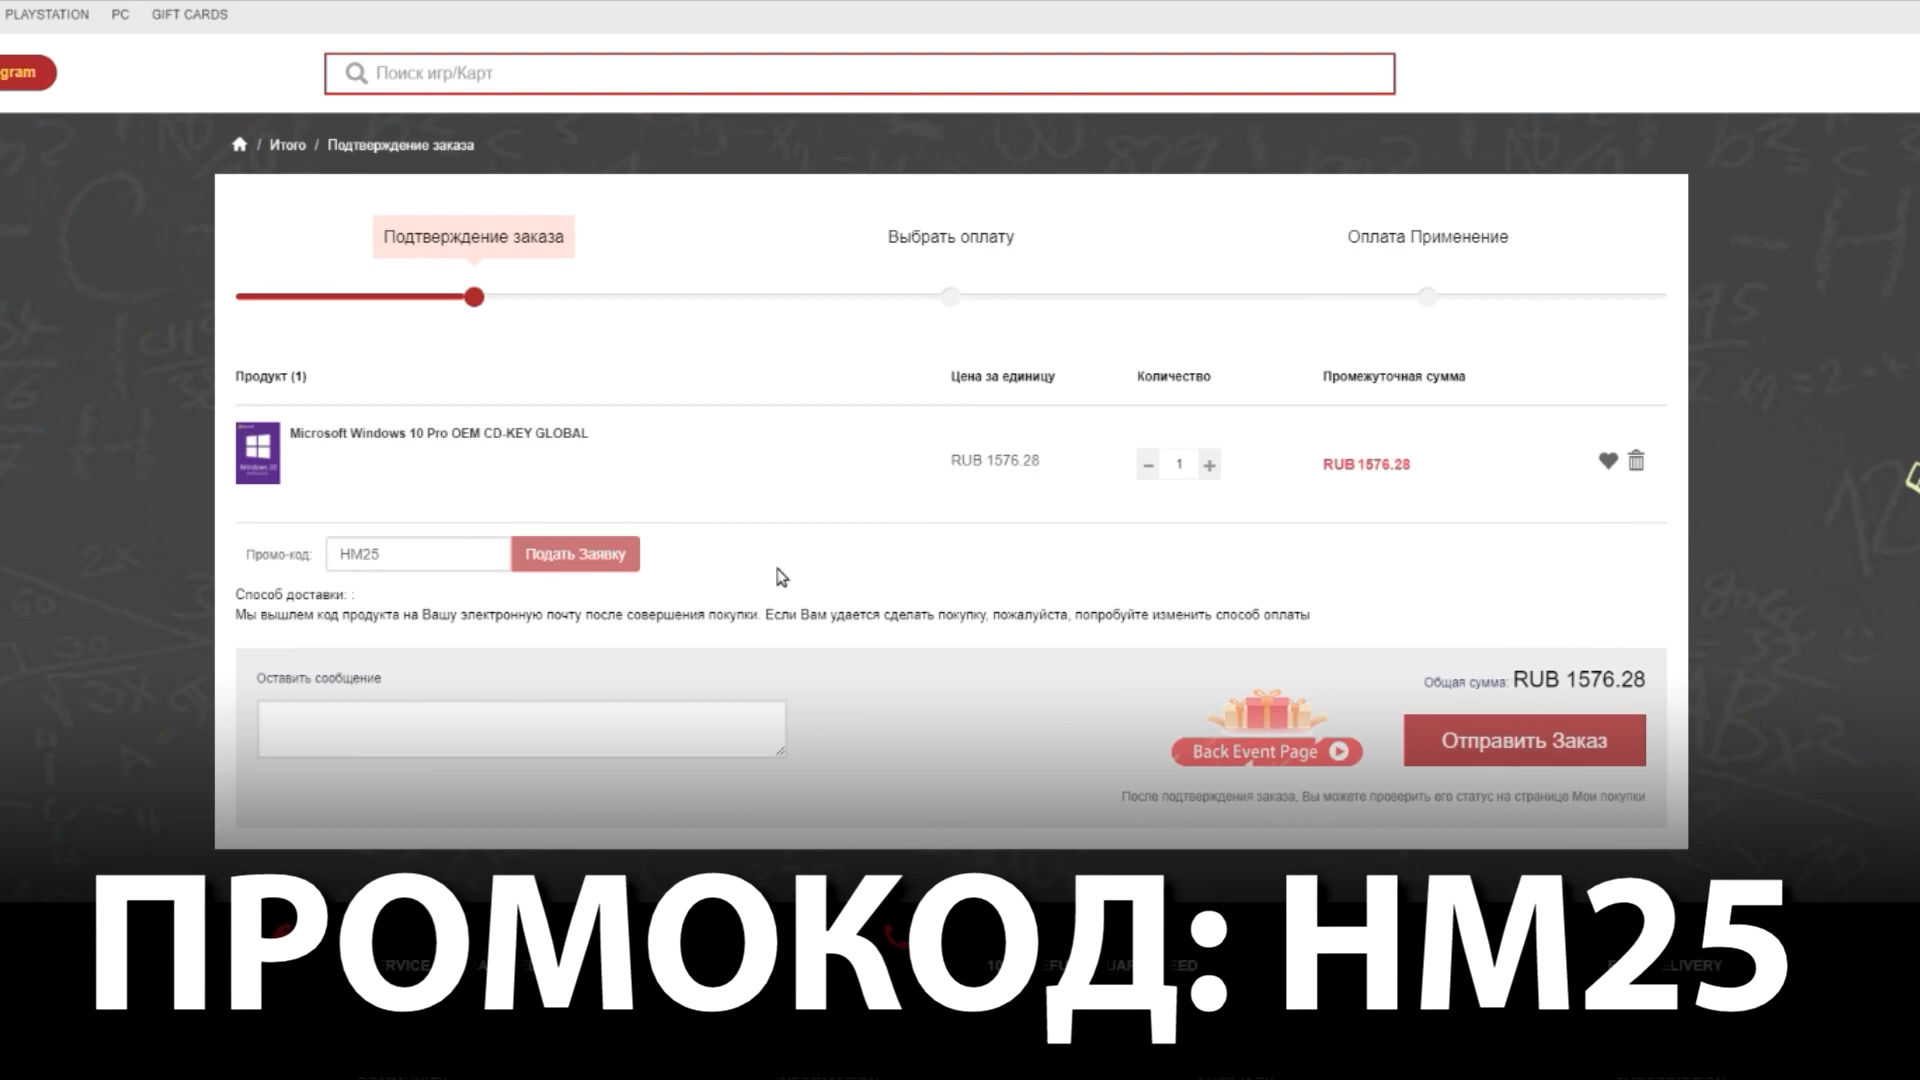 PLAYSTATION PC GIFT CARDS
gram
Поиск игр/Карт
/ Итого / Подтверждение заказа
Подтверждение заказа Выбрать оплату Оплата Применение
Продукт (1) Цена за единицу Количество Промежуточная сумма
Microsoft Windows 10 Pro OEM CD-KEY GLOBAL
RUB 1576.28 − 1 + RUB 1576.28
Промо-код: HM25 Подать Заявку
Способ доставки: :
Мы вышлем код продукта на Вашу электронную почту после совершения покупки. Если Вам удается сделать покупку, пожалуйста, попробуйте изменить способ оплаты
Оставить сообщение
Общая сумма: RUB 1576.28
Back Event Page
Отправить Заказ
После подтверждения заказа, Вы можете проверить его статус на странице Мои покупки
ПРОМОКОД: HM25